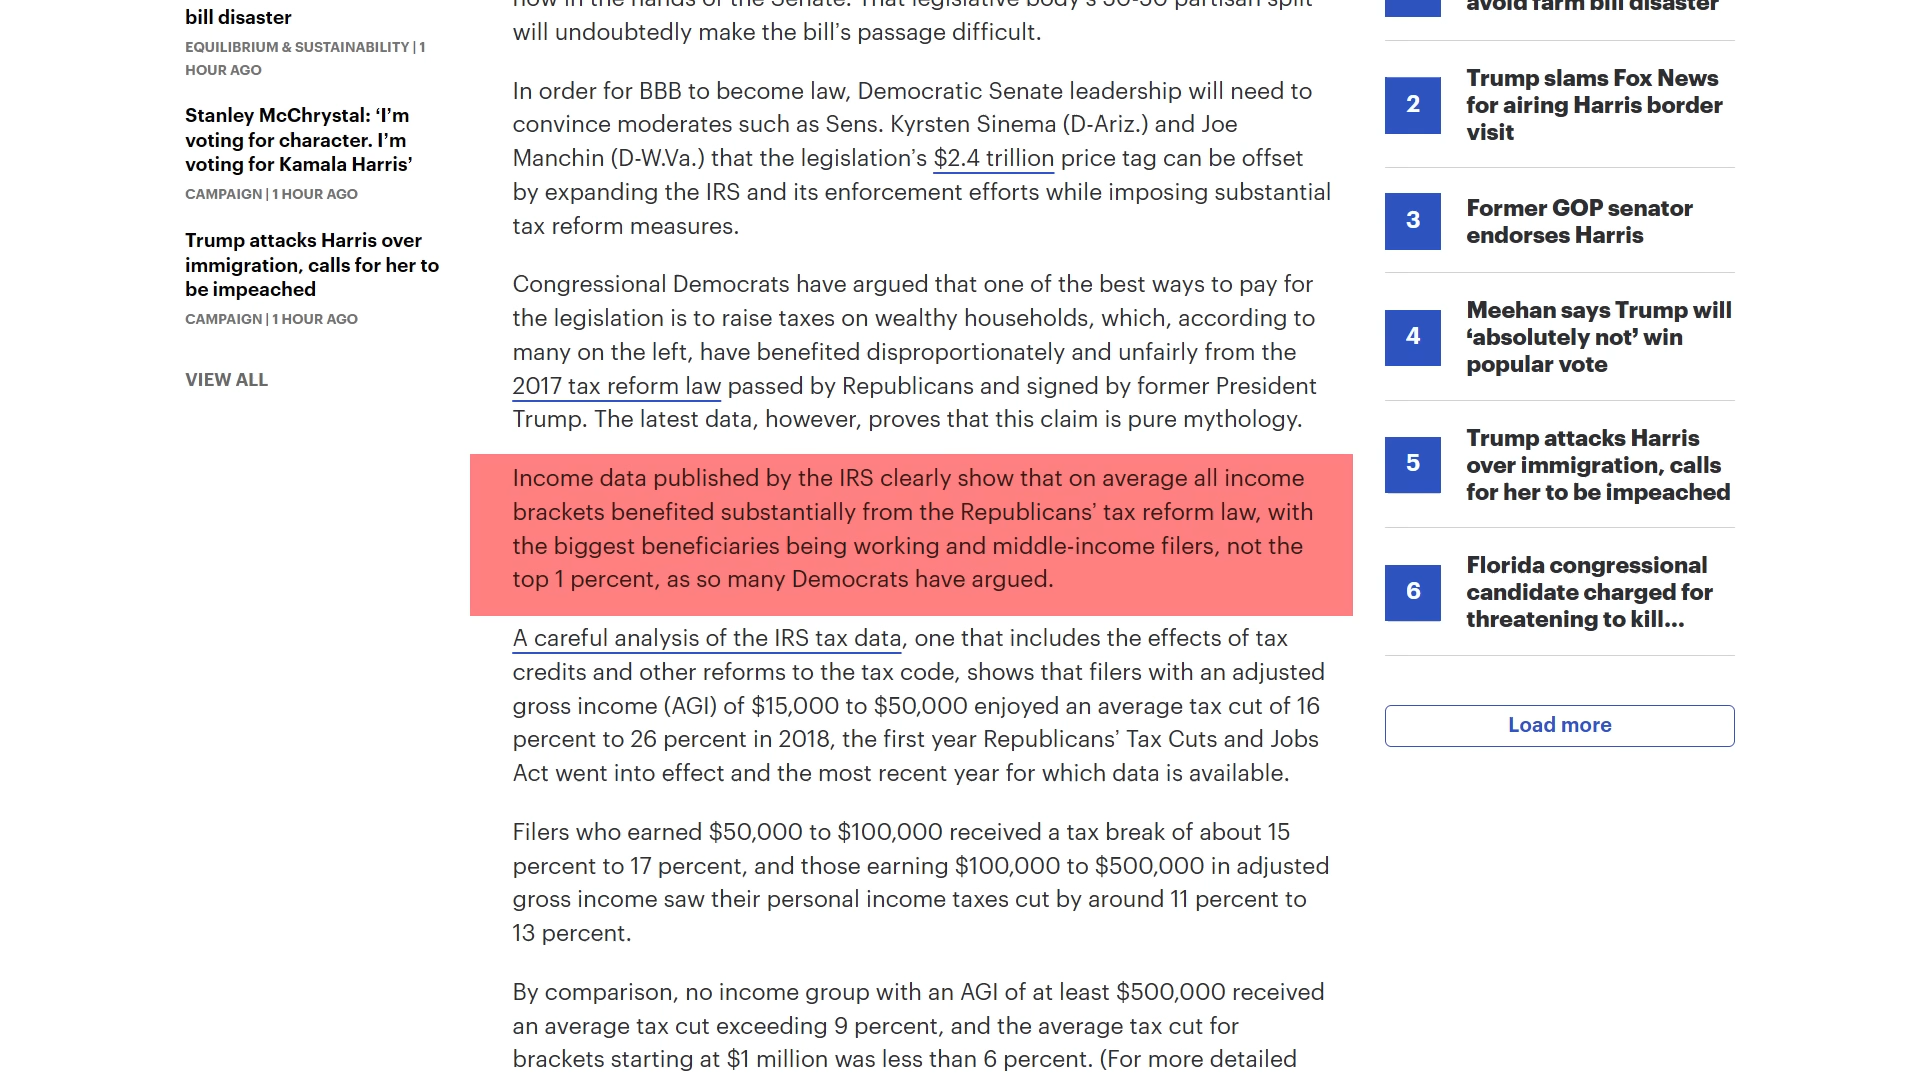 bill disaster
EQUILIBRIUM & SUSTAINABILITY | 1
HOUR AGO
Stanley McChrystal: ‘I’m
voting for character. I’m
voting for Kamala Harris’
CAMPAIGN | 1 HOUR AGO
Trump attacks Harris over
immigration, calls for her to
be impeached
CAMPAIGN | 1 HOUR AGO
VIEW ALL
now in the hands of the Senate. That legislative body’s 50-50 partisan split
will undoubtedly make the bill’s passage difficult.
In order for BBB to become law, Democratic Senate leadership will need to
convince moderates such as Sens. Kyrsten Sinema (D-Ariz.) and Joe
Manchin (D-W.Va.) that the legislation’s $2.4 trillion price tag can be offset
by expanding the IRS and its enforcement efforts while imposing substantial
tax reform measures.
Congressional Democrats have argued that one of the best ways to pay for
the legislation is to raise taxes on wealthy households, which, according to
many on the left, have benefited disproportionately and unfairly from the
2017 tax reform law passed by Republicans and signed by former President
Trump. The latest data, however, proves that this claim is pure mythology.
Income data published by the IRS clearly show that on average all income
brackets benefited substantially from the Republicans’ tax reform law, with
the biggest beneficiaries being working and middle-income filers, not the
top 1 percent, as so many Democrats have argued.
A careful analysis of the IRS tax data, one that includes the effects of tax
credits and other reforms to the tax code, shows that filers with an adjusted
gross income (AGI) of $15,000 to $50,000 enjoyed an average tax cut of 16
percent to 26 percent in 2018, the first year Republicans’ Tax Cuts and Jobs
Act went into effect and the most recent year for which data is available.
Filers who earned $50,000 to $100,000 received a tax break of about 15
percent to 17 percent, and those earning $100,000 to $500,000 in adjusted
gross income saw their personal income taxes cut by around 11 percent to
13 percent.
By comparison, no income group with an AGI of at least $500,000 received
an average tax cut exceeding 9 percent, and the average tax cut for
brackets starting at $1 million was less than 6 percent. (For more detailed
avoid farm bill disaster
2
Trump slams Fox News
for airing Harris border
visit
3
Former GOP senator
endorses Harris
4
Meehan says Trump will
‘absolutely not’ win
popular vote
5
Trump attacks Harris
over immigration, calls
for her to be impeached
6
Florida congressional
candidate charged for
threatening to kill...
Load more